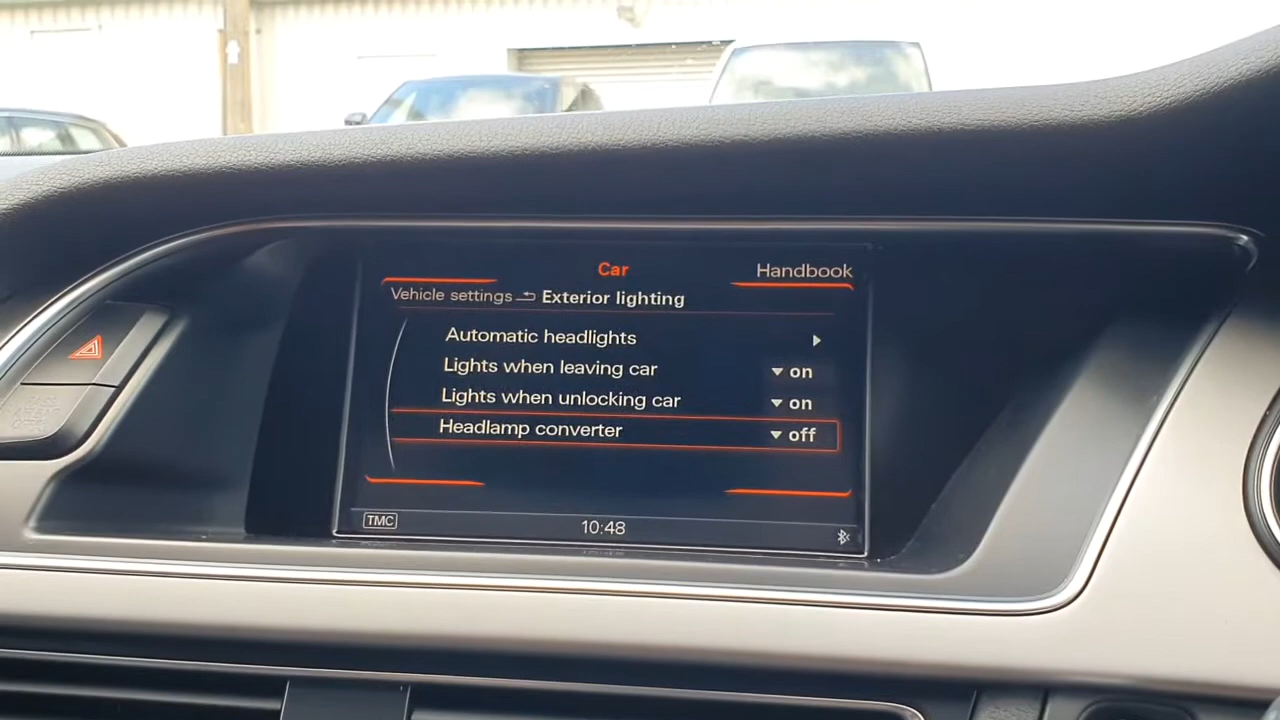 Car
Handbook
Vehicle settings Exterior lighting
Automatic headlights
Lights when leaving car on
Lights when unlocking car on
Headlamp converter off
TMC 10:48